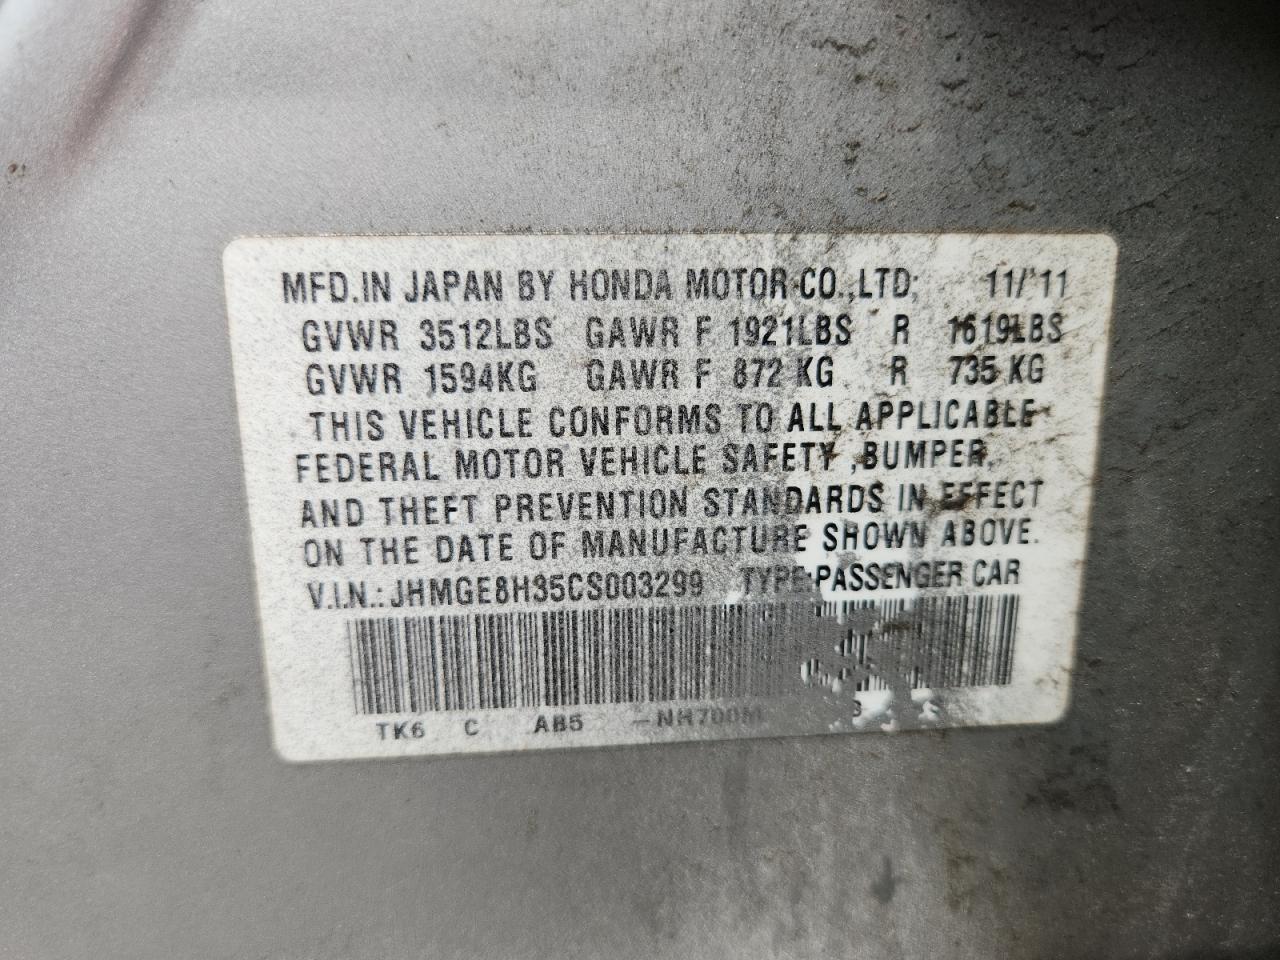 MFD.IN JAPAN BY HONDA MOTOR CO.,LTD; 11/'11
GVWR 3512LBS GAWR F 1921LBS R 1619LBS
GVWR 1594KG GAWR F 872 KG R 735 KG
THIS VEHICLE CONFORMS TO ALL APPLICABLE
FEDERAL MOTOR VEHICLE SAFETY ,BUMPER,
AND THEFT PREVENTION STANDARDS IN EFFECT
ON THE DATE OF MANUFACTURE SHOWN ABOVE.
V.I.N.: JHMGE8H35CS003299 TYPE:PASSENGER CAR
TK6 C AB5 -NH700M